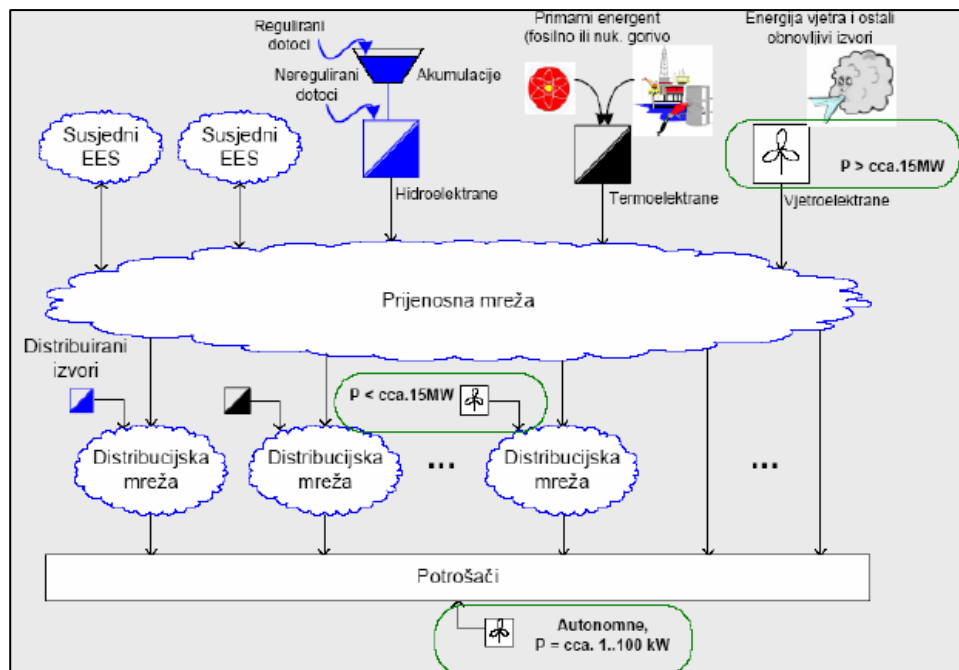 Regulirani
dotoci
Neregulirani
dotoci
Akumulacije
Primarni energent
(fosilno ili nuk. gorivo
Energija vjetra i ostali
obnovljivi izvori
Susjedni
EES
Susjedni
EES
P > cca.15MW
Hidroelektrane
Termoelektrane
Vjetroelektrane
Prijenosna mreža
Distribuirani
izvori
P < cca.15MW
Distribucijska
mreža
Distribucijska
mreža
...
Distribucijska
mreža
...
Potrošači
Autonomne,
P = cca. 1..100 kW